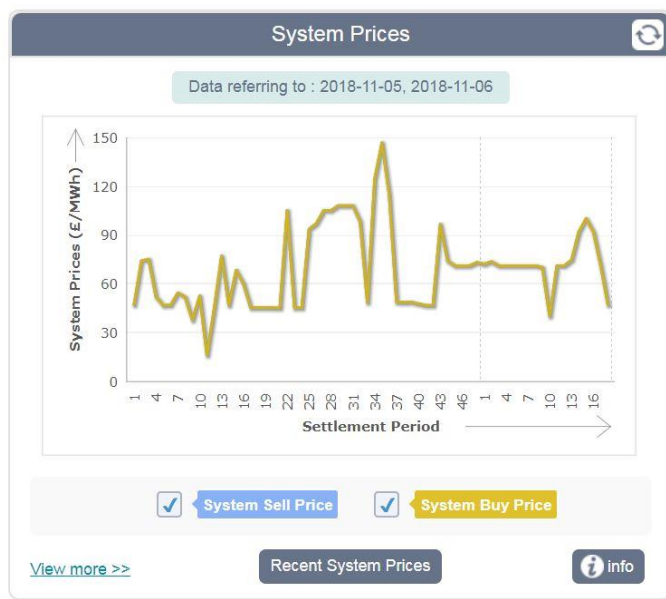 System Prices
Data referring to : 2018-11-05, 2018-11-06
System Prices (£/MWh)
150
120
90
60
30
0
1 4 7 10 13 16 19 22 25 28 31 34 37 40 43 46 1 4 7 10 13 16
Settlement Period
System Sell Price System Buy Price
View more >> Recent System Prices i info